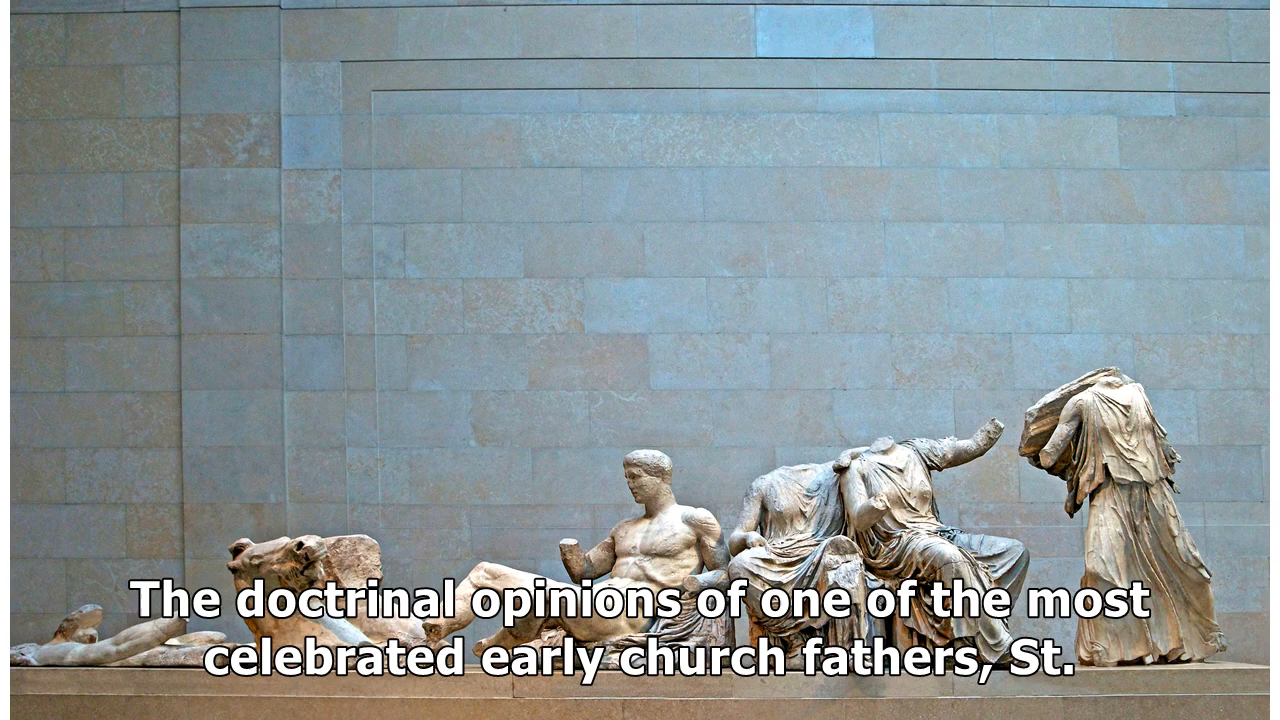 The doctrinal opinions of one of the most
celebrated early church fathers, St.